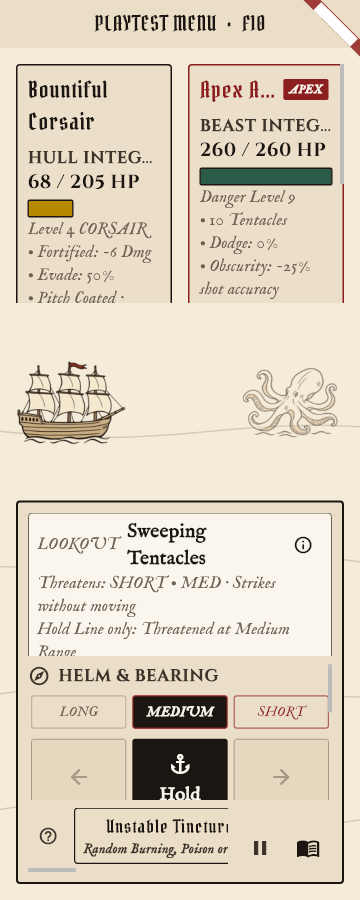 PLAYTEST MENU · F10
Bountiful
Corsair
HULL INTEG...
68 / 205 HP
Level 4 CORSAIR
• Fortified: -6 Dmg
• Evade: 50%
• Pitch Coated ·
Apex A... APEX
BEAST INTEG...
260 / 260 HP
Danger Level 9
• 10 Tentacles
• Dodge: 0%
• Obscurity: -25%
shot accuracy
LOOKOUT Sweeping
Tentacles
Threatens: SHORT • MED · Strikes
without moving
Hold Line only: Threatened at Medium
Range
HELM & BEARING
LONG MEDIUM SHORT
Hold
Unstable Tincture
Random Burning, Poison or